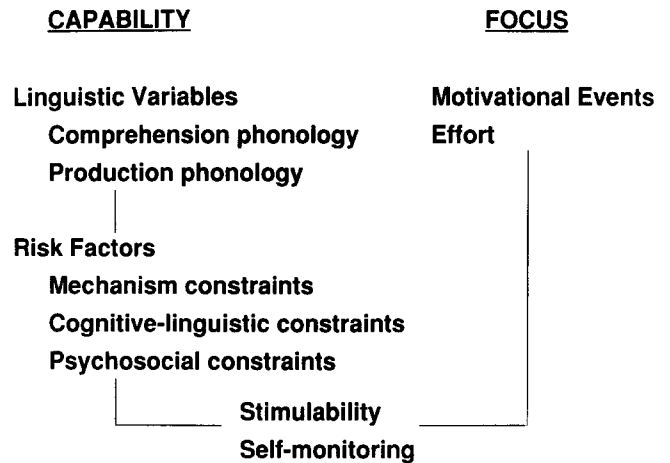 CAPABILITY
FOCUS
Linguistic Variables
Comprehension phonology
Production phonology
Motivational Events
Effort
Risk Factors
Mechanism constraints
Cognitive-linguistic constraints
Psychosocial constraints
Stimulability
Self-monitoring